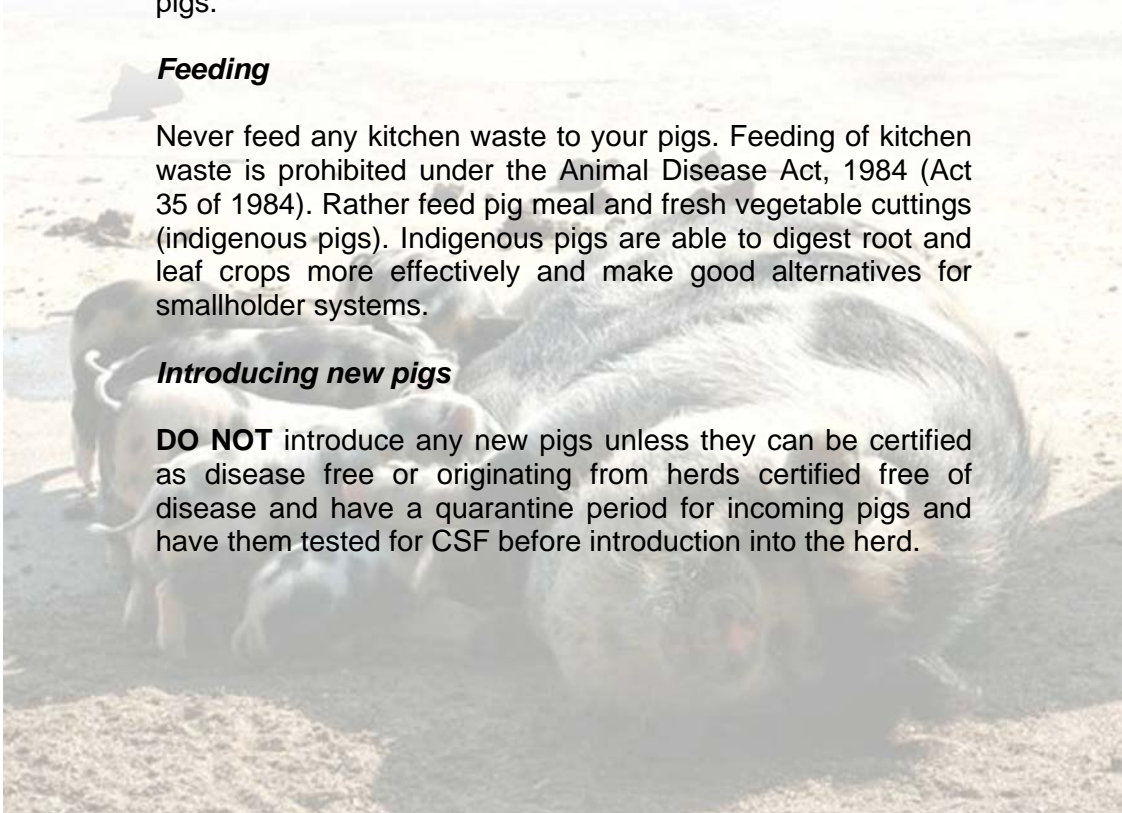 pigs.
Feeding
Never feed any kitchen waste to your pigs. Feeding of kitchen
waste is prohibited under the Animal Disease Act, 1984 (Act
35 of 1984). Rather feed pig meal and fresh vegetable cuttings
(indigenous pigs). Indigenous pigs are able to digest root and
leaf crops more effectively and make good alternatives for
smallholder systems.
Introducing new pigs
DO NOT introduce any new pigs unless they can be certified
as disease free or originating from herds certified free of
disease and have a quarantine period for incoming pigs and
have them tested for CSF before introduction into the herd.